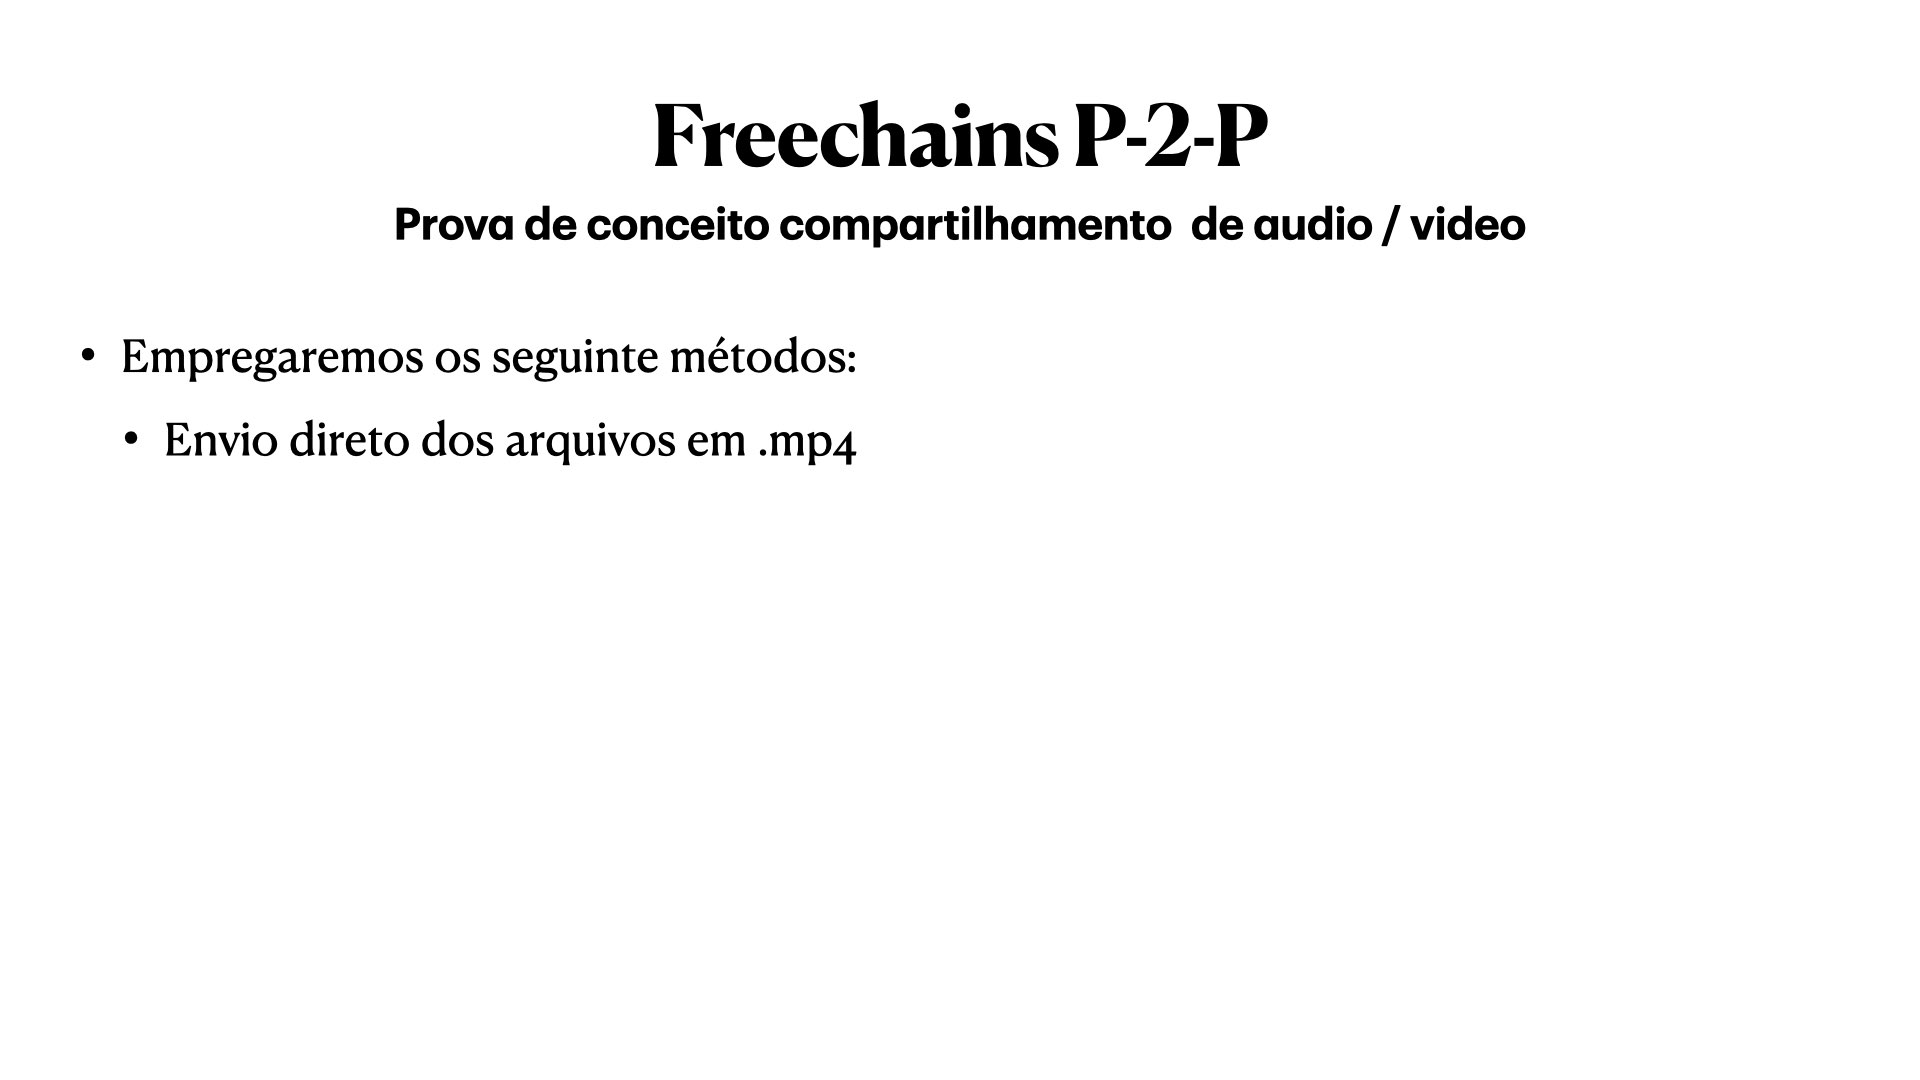 Freechains P-2-P
Prova de conceito compartilhamento  de audio / video
• Empregaremos os seguinte métodos:
• Envio direto dos arquivos em .mp4